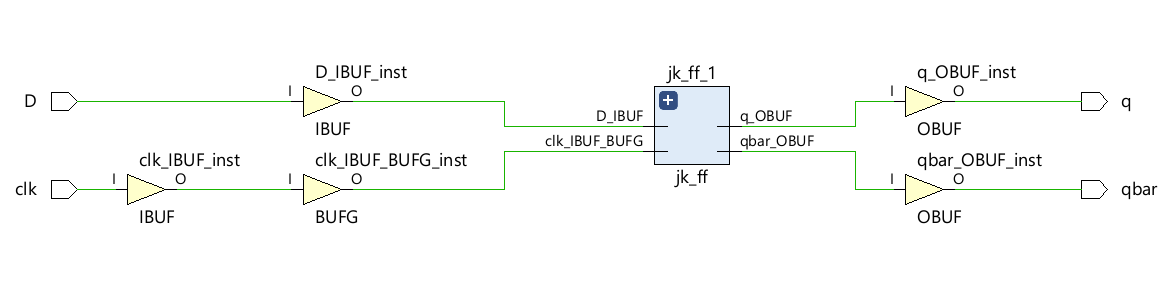 D_IBUF_inst
jk_ff_1
q_OBUF_inst
D
I
O
I
O
q
D_IBUF
q_OBUF
IBUF
OBUF
clk_IBUF_BUFG
qbar_OBUF
clk_IBUF_inst
clk_IBUF_BUFG_inst
qbar_OBUF_inst
jk_ff
clk
I
O
I
O
I
O
qbar
IBUF
BUFG
OBUF